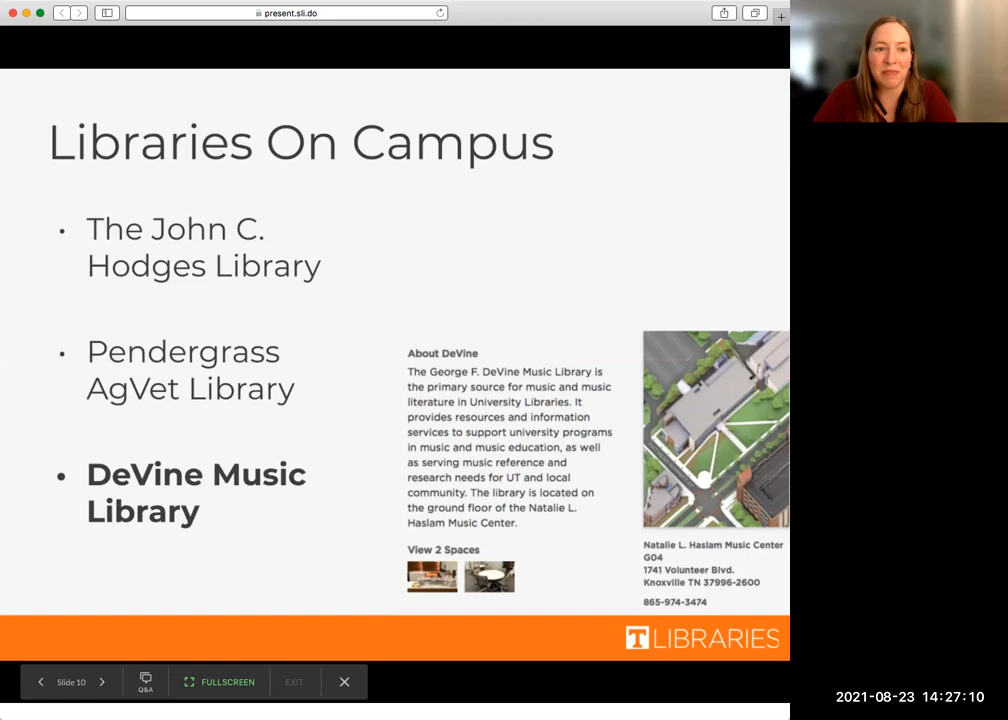 present.sli.do
Libraries On Campus
• The John C.
Hodges Library
• Pendergrass
AgVet Library
• DeVine Music
Library
About DeVine
The George F. DeVine Music Library is
the primary source for music and music
literature in University Libraries. It
provides resources and information
services to support university programs
in music and music education, as well
as serving music reference and
research needs for UT and local
community. The library is located on
the ground floor of the Natalie L.
Haslam Music Center.
View 2 Spaces
Natalie L. Haslam Music Center
G04
1741 Volunteer Blvd.
Knoxville TN 37996-2600
865-974-3474
T LIBRARIES
Slide 10
Q&A
FULLSCREEN
EXIT
2021-08-23 14:27:10